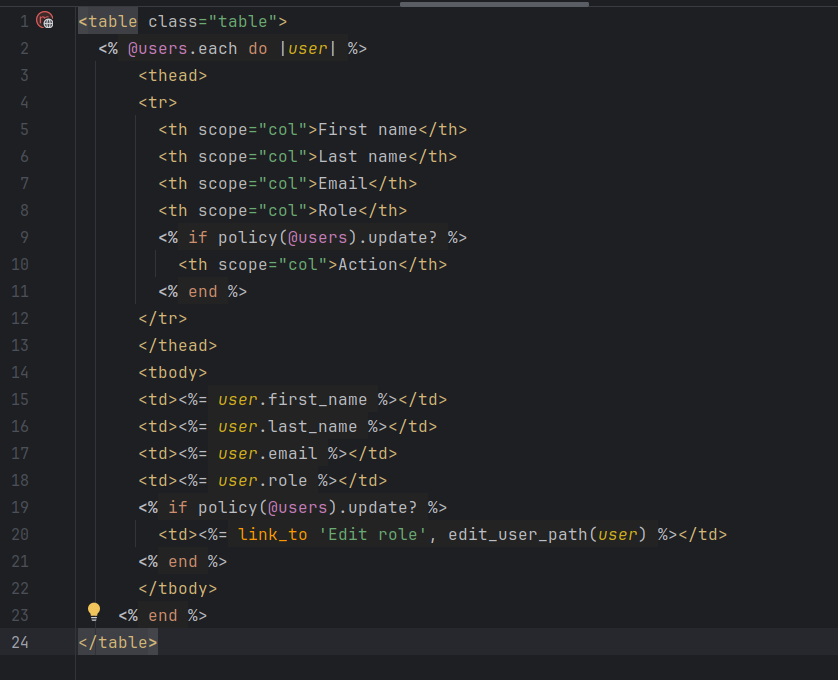 1 <table class="table">
2 <% @users.each do |user| %>
3 <thead>
4 <tr>
5 <th scope="col">First name</th>
6 <th scope="col">Last name</th>
7 <th scope="col">Email</th>
8 <th scope="col">Role</th>
9 <% if policy(@users).update? %>
10 <th scope="col">Action</th>
11 <% end %>
12 </tr>
13 </thead>
14 <tbody>
15 <td><%= user.first_name %></td>
16 <td><%= user.last_name %></td>
17 <td><%= user.email %></td>
18 <td><%= user.role %></td>
19 <% if policy(@users).update? %>
20 <td><%= link_to 'Edit role', edit_user_path(user) %></td>
21 <% end %>
22 </tbody>
23 <% end %>
24 </table>